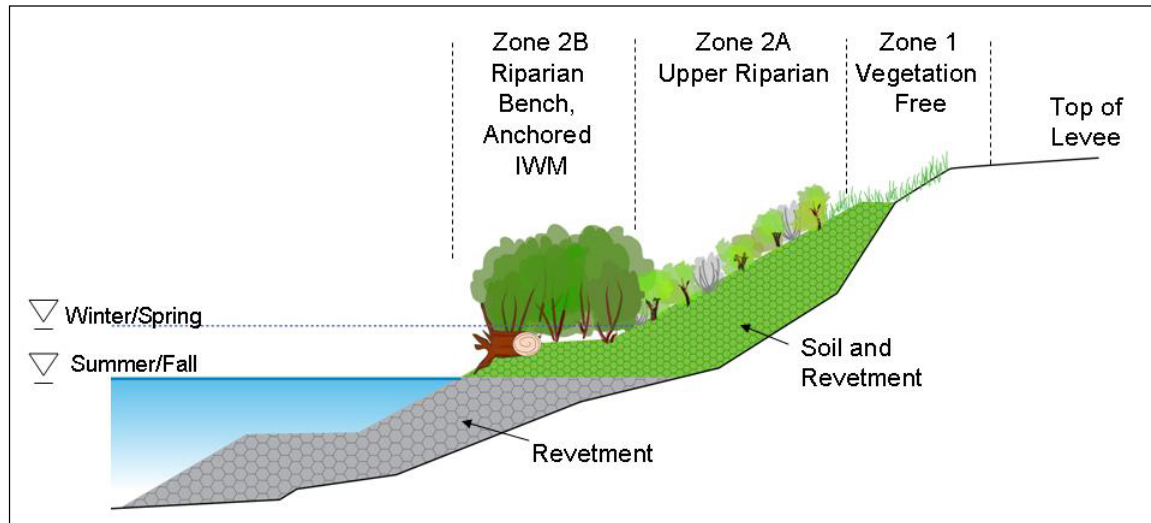 Zone 2B
Riparian
Bench,
Anchored
IWM
Zone 2A
Upper Riparian
Zone 1
Vegetation
Free
Top of
Levee
Winter/Spring
Summer/Fall
Soil and
Revetment
Revetment